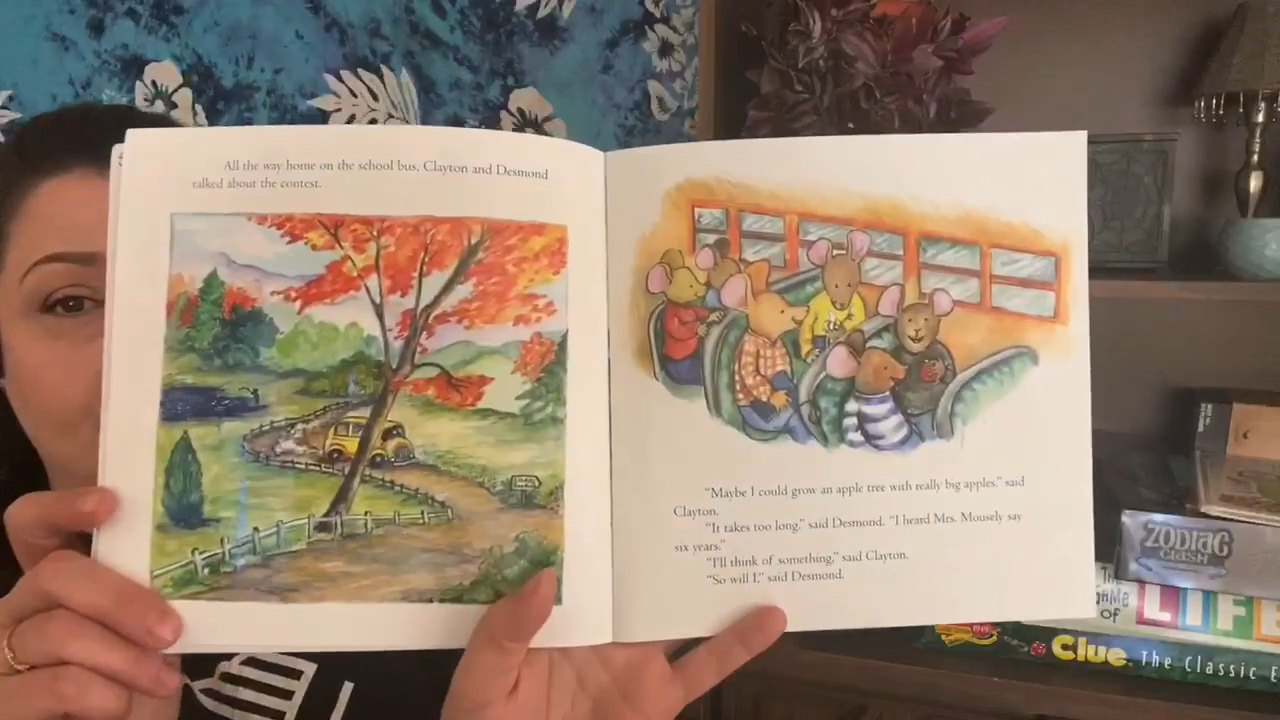 All the way home on the school bus, Clayton and Desmond
talked about the contest.
"Maybe I could grow an apple tree with really big apples," said
Clayton.
"It takes too long," said Desmond. "I heard Mrs. Mousely say
six years."
"I'll think of something," said Clayton.
"So will I," said Desmond.
ZODIAC
CLASH
THE
GAME
OF
LIFE
1949
Clue The Classic E